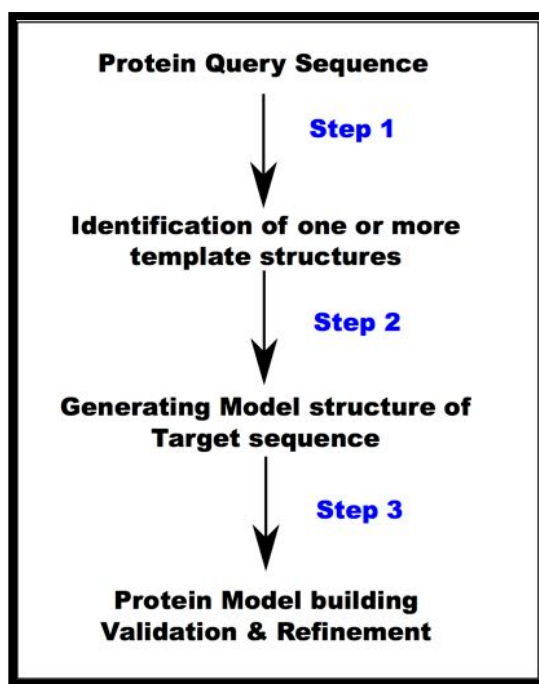 Protein Query Sequence
Step 1
Identification of one or more
template structures
Step 2
Generating Model structure of
Target sequence
Step 3
Protein Model building
Validation & Refinement